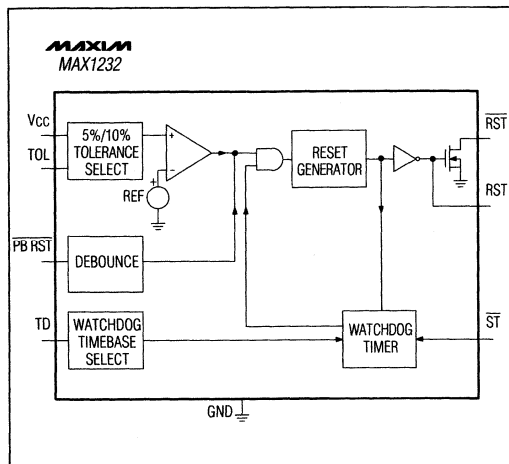 MAXIM
MAX1232
VCC
TOL
5%/10%
TOLERANCE
SELECT
+
−
+
REF
RESET
GENERATOR
RST
RST
PB RST
DEBOUNCE
TD
WATCHDOG
TIMEBASE
SELECT
WATCHDOG
TIMER
ST
GND